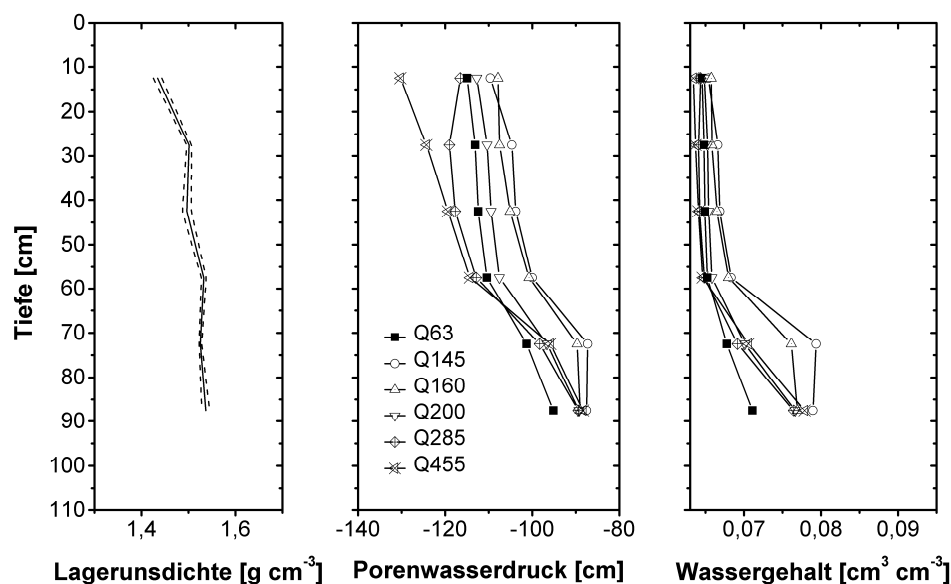 0
10
20
30
40
50
60
70
80
90
100
110
Tiefe [cm]
1,4 1,6
Lagerunsdichte [g cm⁻³]
Q63
Q145
Q160
Q200
Q285
Q455
-140 -120 -100 -80
Porenwasserdruck [cm]
0,07 0,08 0,09
Wassergehalt [cm³ cm⁻³]